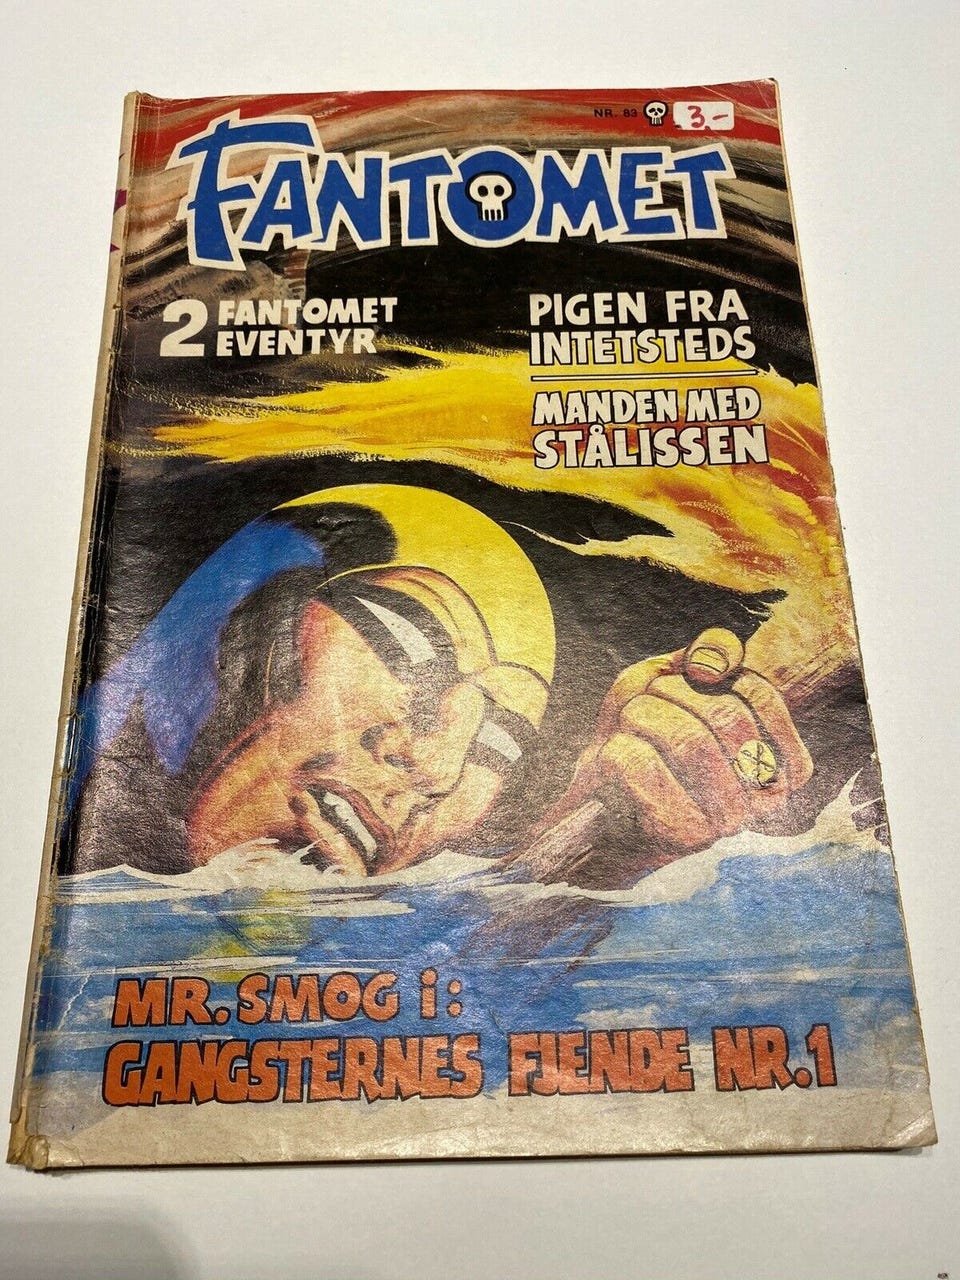 NR. 83
3.-
FANTOMET
2 FANTOMET
EVENTYR
PIGEN FRA
INTETSTEDS
MANDEN MED
STÅLISSEN
MR. SMOG i:
GANGSTERNES FJENDE NR.1